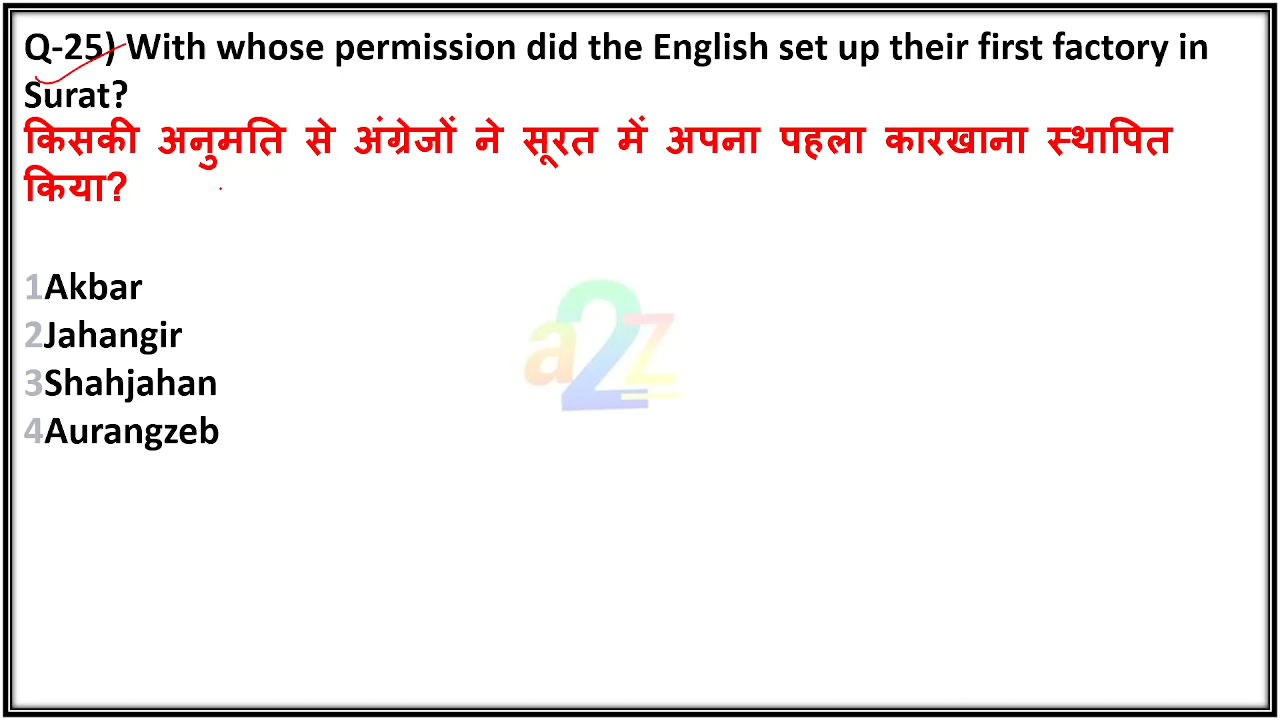 Q-25) With whose permission did the English set up their first factory in
Surat?
किसकी अनुमति से अंग्रेजों ने सूरत में अपना पहला कारखाना स्थापित
किया?
1Akbar
2Jahangir
3Shahjahan
4Aurangzeb
a2z